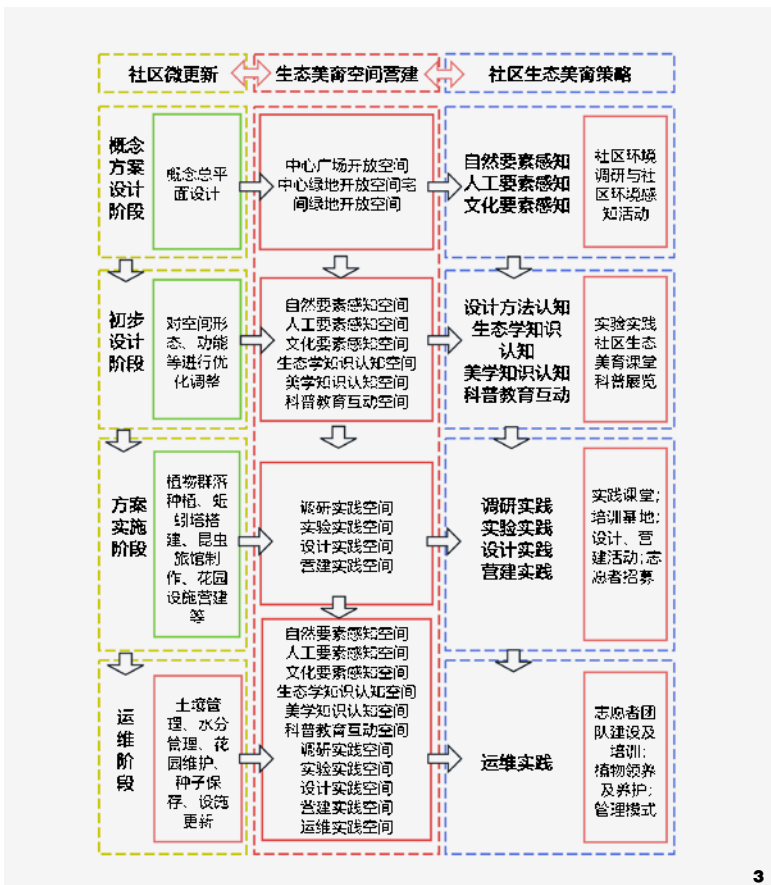 社区微更新
生态美育空间营建
社区生态美育策略
概念
方案
设计
阶段
概念总平
面设计
中心广场开放空间
中心绿地开放空间宅
间绿地开放空间
自然要素感知
人工要素感知
文化要素感知
社区环境
调研与社
区环境感
知活动
初步
设计
阶段
对空间形
态、动能
等进行优
化调整
自然要素感知空间
人工要素感知空间
文化要素感知空间
生态学知识认知空间
美学知识认知空间
科普教育互动空间
设计方法认知
生态学知识
认知
美学知识认知
科普教育互动
实验实践
社区生态
美育课堂
科普展览
方案
实施
阶段
植物群落
种植、蚯
蚓塔搭
建、昆虫
旅馆制
作、花园
设施营建
等
调研实践空间
实验实践空间
设计实践空间
营建实践空间
调研实践
实验实践
设计实践
营建实践
实践课堂;
培训基地;
设计、营
建活动;志
愿者招募
运
维
阶
段
土壤管
理、水分
管理、花
园维护、
种子保
存、设施
更新
自然要素感知空间
人工要素感知空间
文化要素感知空间
生态学知识认知空间
美学知识认知空间
科普教育互动空间
调研实践空间
实验实践空间
设计实践空间
营建实践空间
运维实践空间
运维实践
志愿者团
队建设及
培训;
植物领养
及养护;
管理模式
3